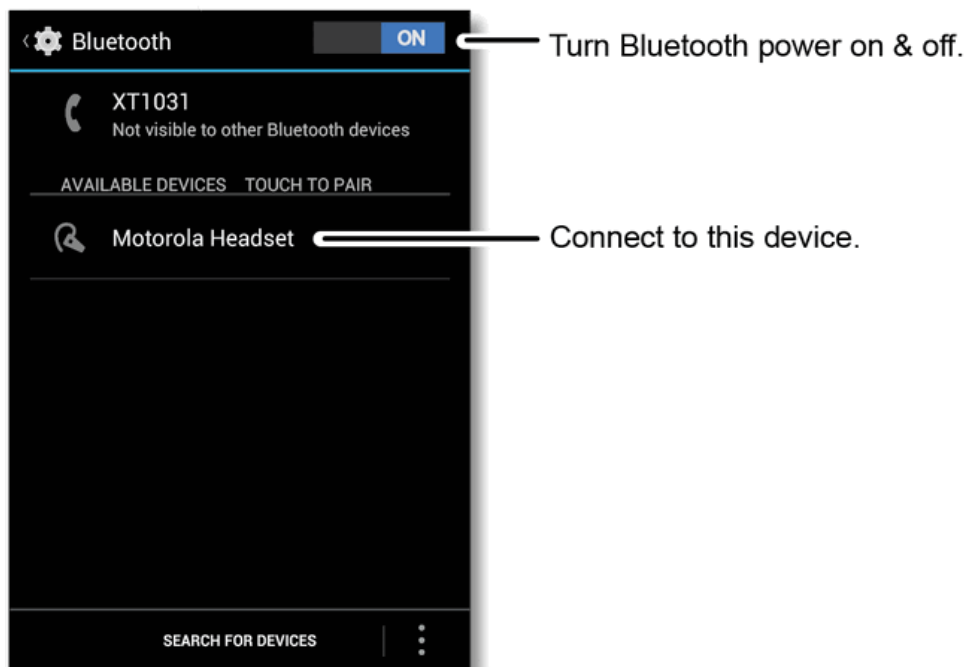 Bluetooth
ON
Turn Bluetooth power on & off.
XT1031
Not visible to other Bluetooth devices
AVAILABLE DEVICES TOUCH TO PAIR
Motorola Headset
Connect to this device.
SEARCH FOR DEVICES